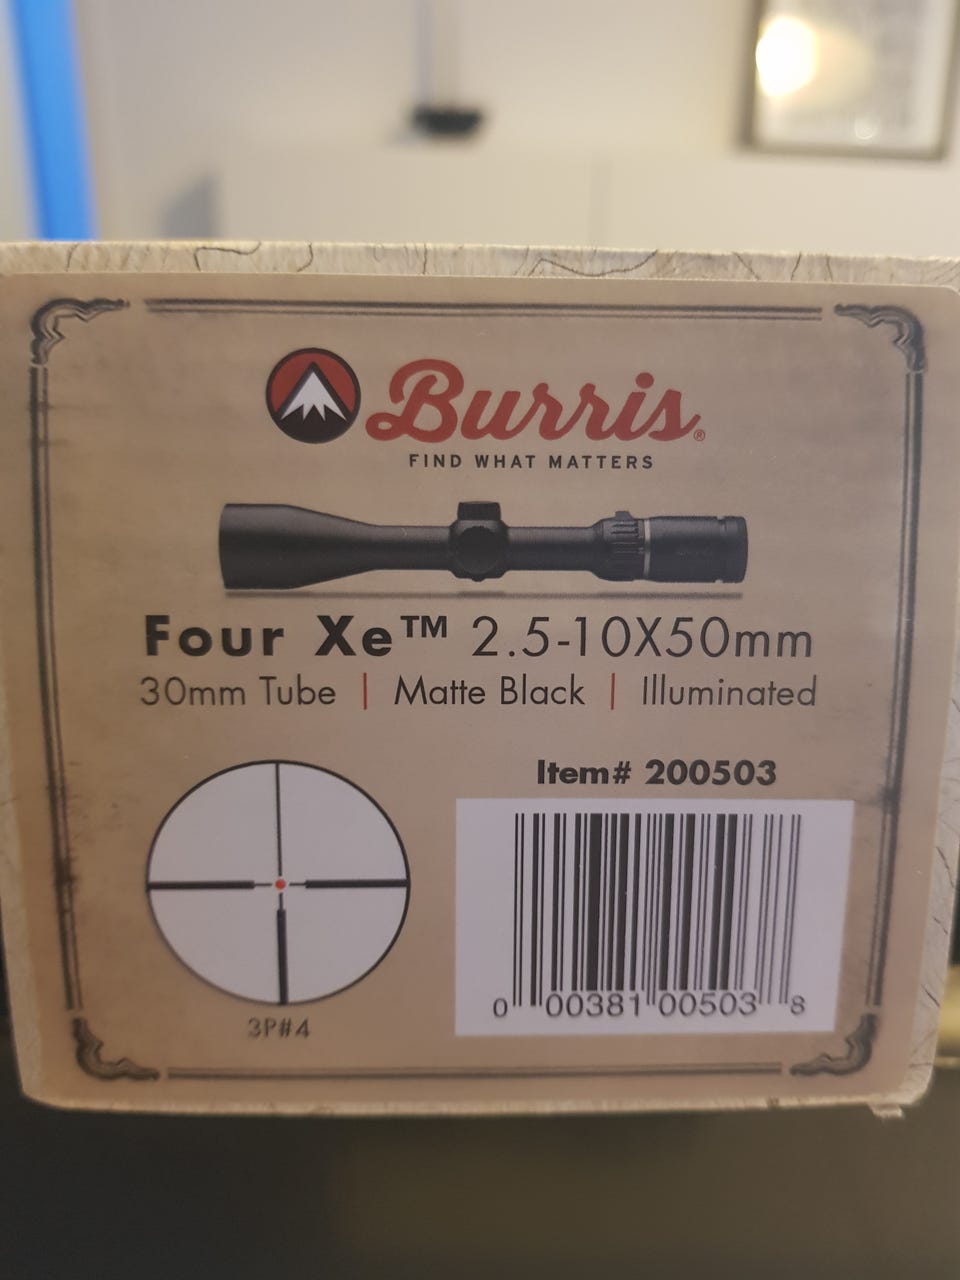 Burris®
FIND WHAT MATTERS
Four Xe™ 2.5-10X50mm
30mm Tube | Matte Black | Illuminated
Item# 200503
3P#4
0 00381 00503 8